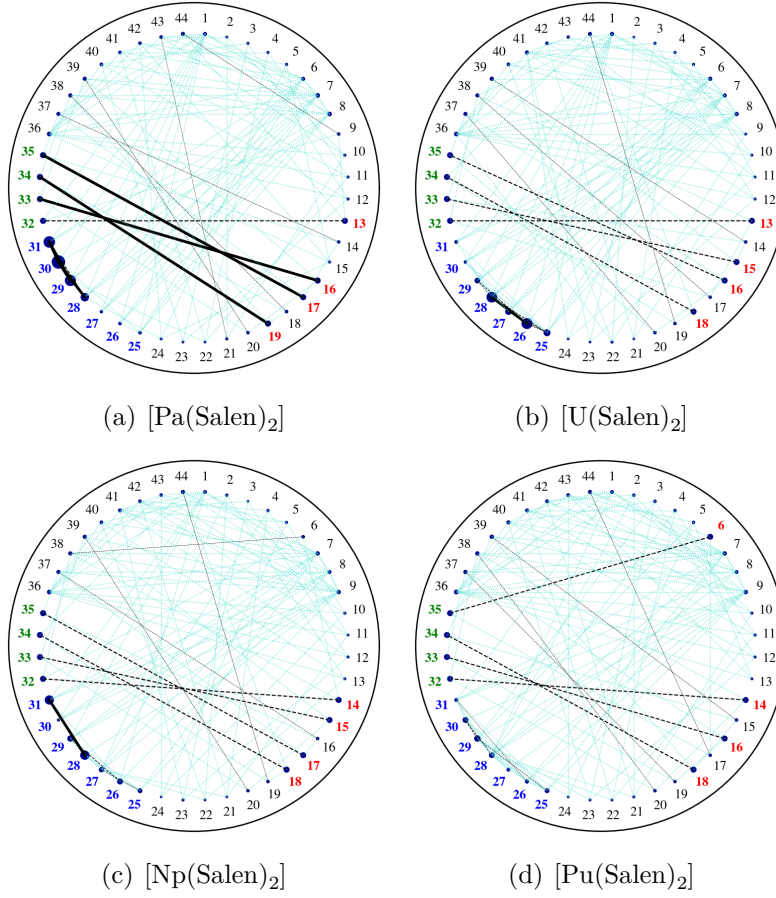 1 2 3 4 5 6 7 8 9 10 11 12 13 14 15 16 17 18 19 20 21 22 23 24 25 26 27 28 29 30 31 32 33 34 35 36 37 38 39 40 41 42 43 44
(a) [Pa(Salen)₂]
1 2 3 4 5 6 7 8 9 10 11 12 13 14 15 16 17 18 19 20 21 22 23 24 25 26 27 28 29 30 31 32 33 34 35 36 37 38 39 40 41 42 43 44
(b) [U(Salen)₂]
1 2 3 4 5 6 7 8 9 10 11 12 13 14 15 16 17 18 19 20 21 22 23 24 25 26 27 28 29 30 31 32 33 34 35 36 37 38 39 40 41 42 43 44
(c) [Np(Salen)₂]
1 2 3 4 5 6 7 8 9 10 11 12 13 14 15 16 17 18 19 20 21 22 23 24 25 26 27 28 29 30 31 32 33 34 35 36 37 38 39 40 41 42 43 44
(d) [Pu(Salen)₂]